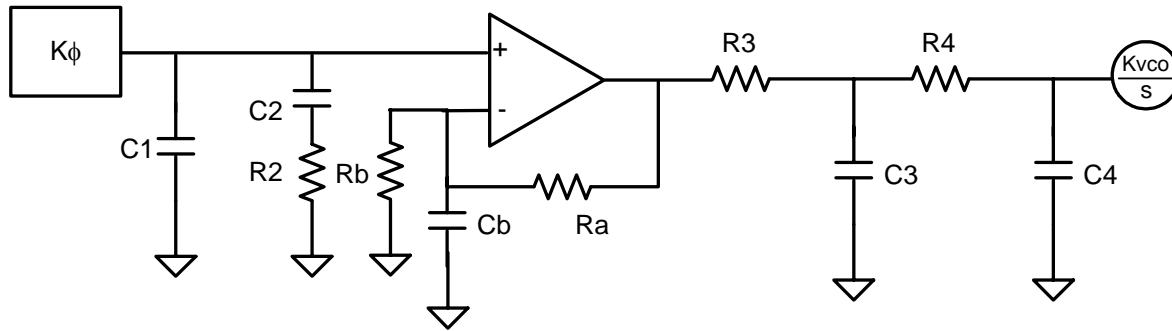 Kϕ
R3
R4
Kvco
s
+
C2
-
C1
R2
Rb
C3
C4
Cb
Ra